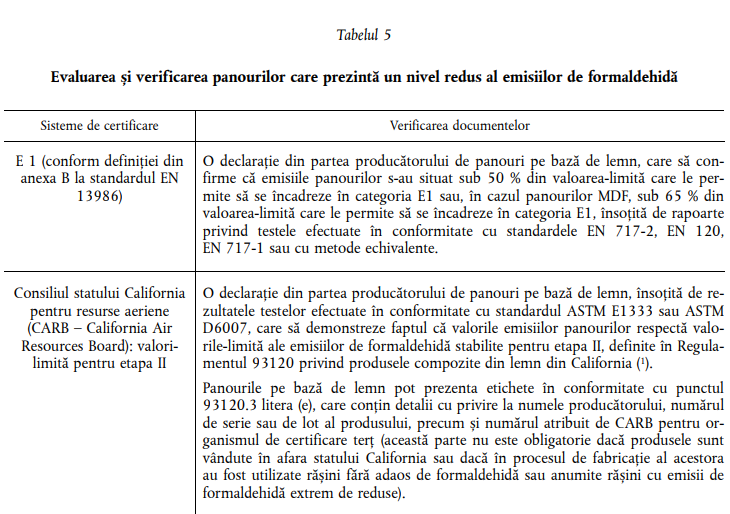 Tabelul 5
Evaluarea și verificarea panourilor care prezintă un nivel redus al emisiilor de formaldehidă
Sisteme de certificare
Verificarea documentelor
E 1 (conform definiției din
anexa B la standardul EN
13986)
O declarație din partea producătorului de panouri pe bază de lemn, care să con-
firme că emisiile panourilor s-au situat sub 50 % din valoarea-limită care le per-
mite să se încadreze în categoria E1 sau, în cazul panourilor MDF, sub 65 % din
valoarea-limită care le permite să se încadreze în categoria E1, însoțită de rapoarte
privind testele efectuate în conformitate cu standardele EN 717-2, EN 120,
EN 717-1 sau cu metode echivalente.
Consiliul statului California
pentru resurse aeriene
(CARB – California Air
Resources Board): valori-
limită pentru etapa II
O declarație din partea producătorului de panouri pe bază de lemn, însoțită de re-
zultatele testelor efectuate în conformitate cu standardul ASTM E1333 sau ASTM
D6007, care să demonstreze faptul că valorile emisiilor panourilor respectă valo-
rile-limită ale emisiilor de formaldehidă stabilite pentru etapa II, definite în Regula-
mentul 93120 privind produsele compozite din lemn din California (¹).
Panourile pe bază de lemn pot prezenta etichete în conformitate cu punctul
93120.3 litera (e), care conțin detalii cu privire la numele producătorului, numărul
de serie sau de lot al produsului, precum și numărul atribuit de CARB pentru or-
ganismul de certificare terț (această parte nu este obligatorie dacă produsele sunt
vândute în afara statului California sau dacă în procesul de fabricație al acestora
au fost utilizate rășini fără adaos de formaldehidă sau anumite rășini cu emisii de
formaldehidă extrem de reduse).